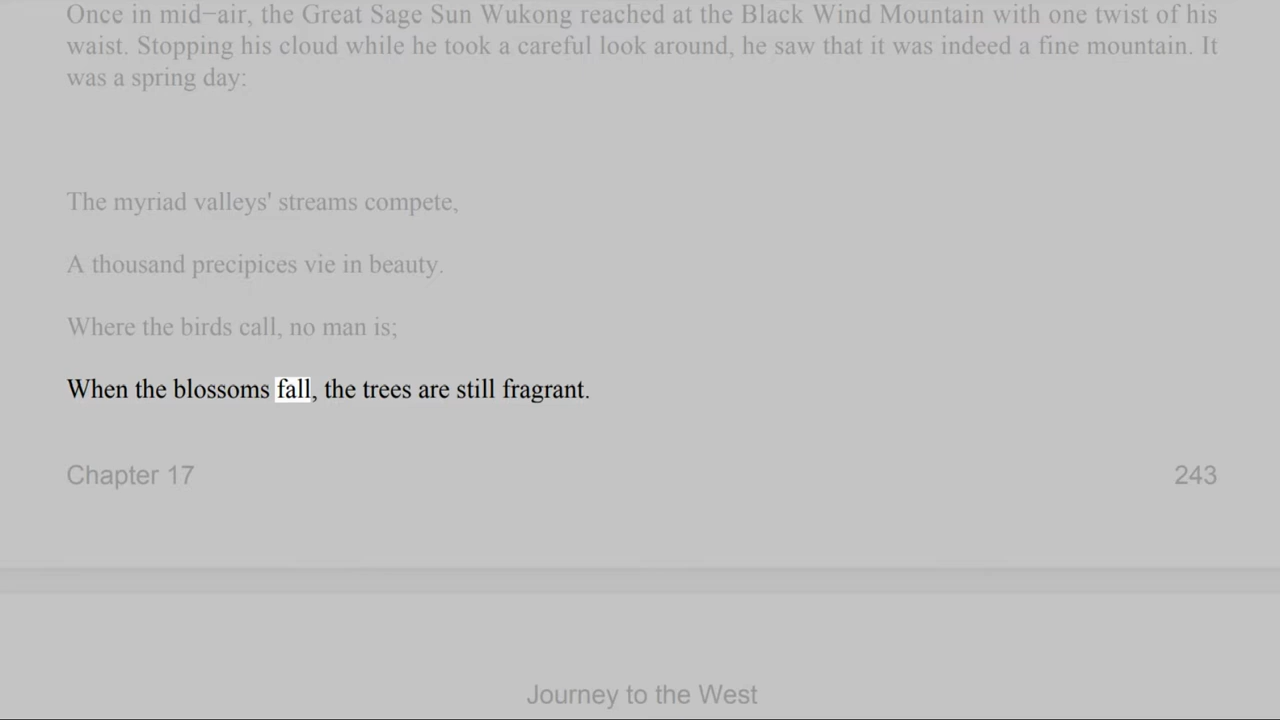 Once in mid−air, the Great Sage Sun Wukong reached at the Black Wind Mountain with one twist of his
waist. Stopping his cloud while he took a careful look around, he saw that it was indeed a fine mountain. It
was a spring day:
The myriad valleys' streams compete,
A thousand precipices vie in beauty.
Where the birds call, no man is;
When the blossoms fall, the trees are still fragrant.
Chapter 17 243
Journey to the West